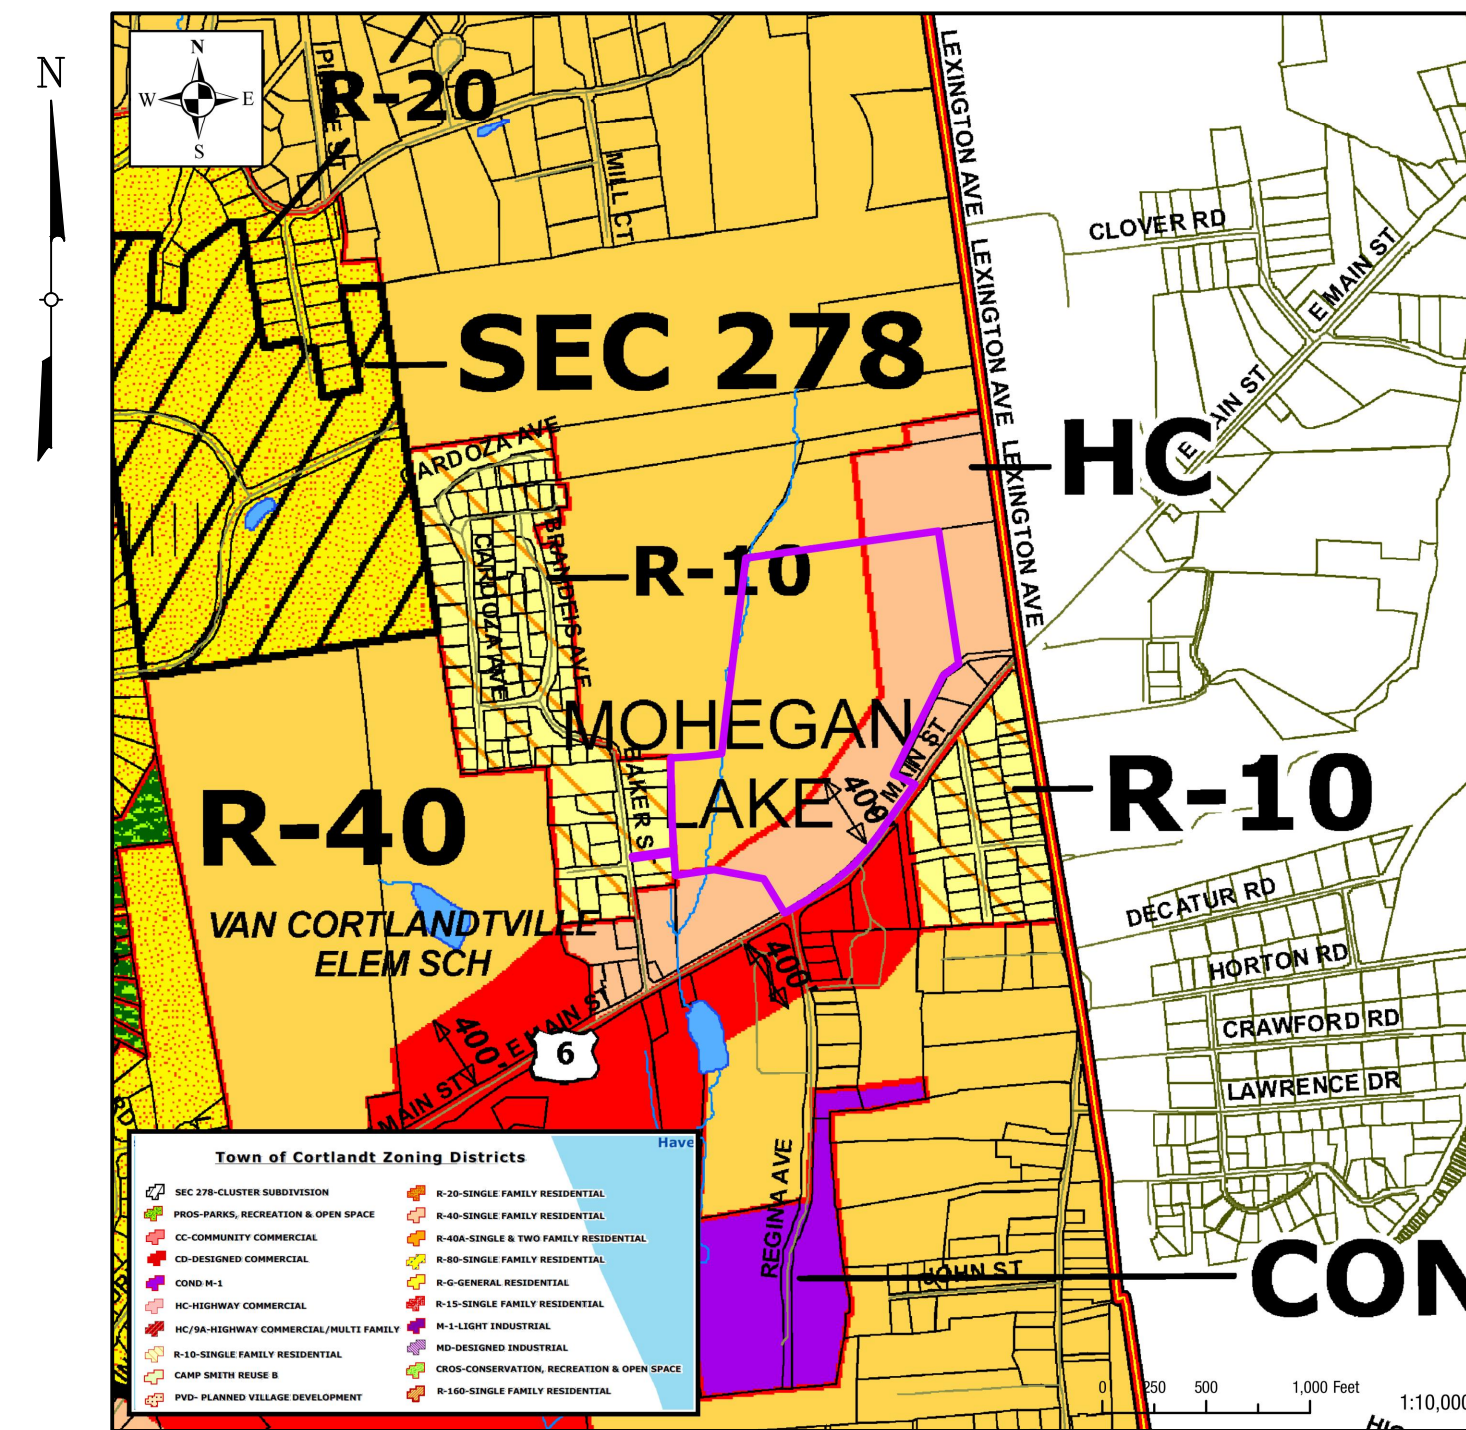 N
N
W
E
S
R-20
MILL CT
LEXINGTON AVE
LEXINGTON AVE
LEXINGTON AVE
LEXINGTON AVE
CLOVER RD
E MAIN ST
E MAIN ST
SEC 278
HC
CARDOZA AVE
CARDOZA AVE
BRANDEIS AVE
R-10
MOHEGAN
LAKE
MAIN ST
400'
BAKER S
R-40
R-10
VAN CORTLANDTVILLE
ELEM SCH
DECATUR RD
HORTON RD
CRAWFORD RD
LAWRENCE DR
400'
400'
E MAIN ST
6
MAIN ST
RD
REGINA AVE
JOHN ST
CON
Have
Town of Cortlandt Zoning Districts
SEC 278-CLUSTER SUBDIVISION
PROS-PARKS, RECREATION & OPEN SPACE
CC-COMMUNITY COMMERCIAL
CD-DESIGNED COMMERCIAL
COND M-1
HC-HIGHWAY COMMERCIAL
HC/9A-HIGHWAY COMMERCIAL/MULTI FAMILY
R-10-SINGLE FAMILY RESIDENTIAL
CAMP SMITH REUSE B
PVD- PLANNED VILLAGE DEVELOPMENT
R-20-SINGLE FAMILY RESIDENTIAL
R-40-SINGLE FAMILY RESIDENTIAL
R-40A-SINGLE & TWO FAMILY RESIDENTIAL
R-80-SINGLE FAMILY RESIDENTIAL
R-G-GENERAL RESIDENTIAL
R-15-SINGLE FAMILY RESIDENTIAL
M-1-LIGHT INDUSTRIAL
MD-DESIGNED INDUSTRIAL
CROS-CONSERVATION, RECREATION & OPEN SPACE
R-160-SINGLE FAMILY RESIDENTIAL
0 250 500 1,000 Feet
1:10,000